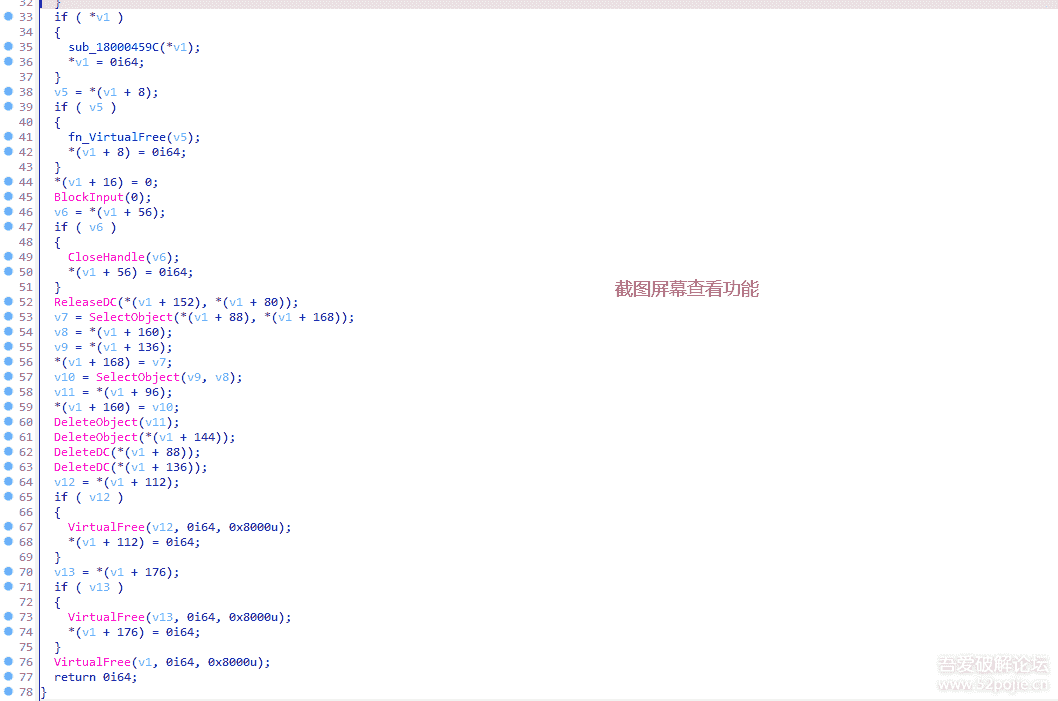 32 }
33 if ( *v1 )
34 {
35 sub_18000459C(*v1);
36 *v1 = 0i64;
37 }
38 v5 = *(v1 + 8);
39 if ( v5 )
40 {
41 fn_VirtualFree(v5);
42 *(v1 + 8) = 0i64;
43 }
44 *(v1 + 16) = 0;
45 BlockInput(0);
46 v6 = *(v1 + 56);
47 if ( v6 )
48 {
49 CloseHandle(v6);
50 *(v1 + 56) = 0i64;
51 }
截图屏幕查看功能
52 ReleaseDC(*(v1 + 152), *(v1 + 80));
53 v7 = SelectObject(*(v1 + 88), *(v1 + 168));
54 v8 = *(v1 + 160);
55 v9 = *(v1 + 136);
56 *(v1 + 168) = v7;
57 v10 = SelectObject(v9, v8);
58 v11 = *(v1 + 96);
59 *(v1 + 160) = v10;
60 DeleteObject(v11);
61 DeleteObject(*(v1 + 144));
62 DeleteDC(*(v1 + 88));
63 DeleteDC(*(v1 + 136));
64 v12 = *(v1 + 112);
65 if ( v12 )
66 {
67 VirtualFree(v12, 0i64, 0x8000u);
68 *(v1 + 112) = 0i64;
69 }
70 v13 = *(v1 + 176);
71 if ( v13 )
72 {
73 VirtualFree(v13, 0i64, 0x8000u);
74 *(v1 + 176) = 0i64;
75 }
76 VirtualFree(v1, 0i64, 0x8000u);
77 return 0i64;
78 }
吾爱破解论坛
www.52pojie.cn